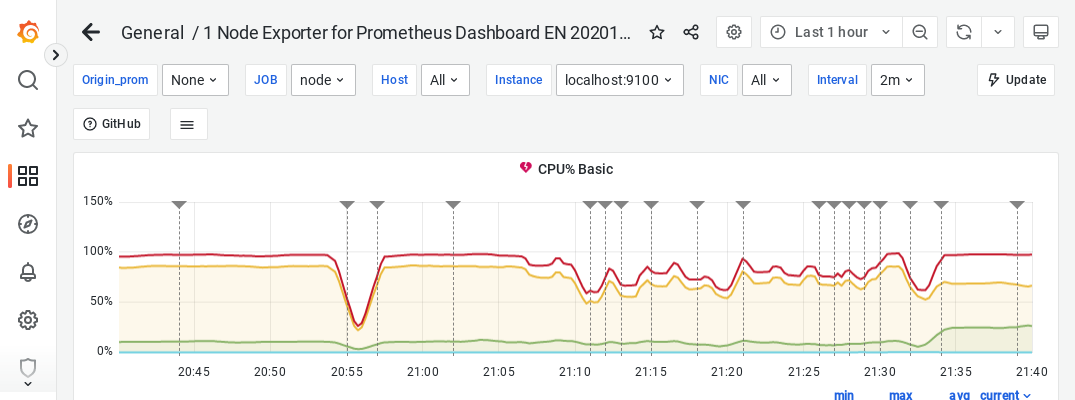 General / 1 Node Exporter for Prometheus Dashboard EN 20201...
Last 1 hour
Origin_prom None JOB node Host All Instance localhost:9100 NIC All Interval 2m Update
GitHub
CPU% Basic
150%
100%
50%
0%
20:45 20:50 20:55 21:00 21:05 21:10 21:15 21:20 21:25 21:30 21:35 21:40
min max avg current